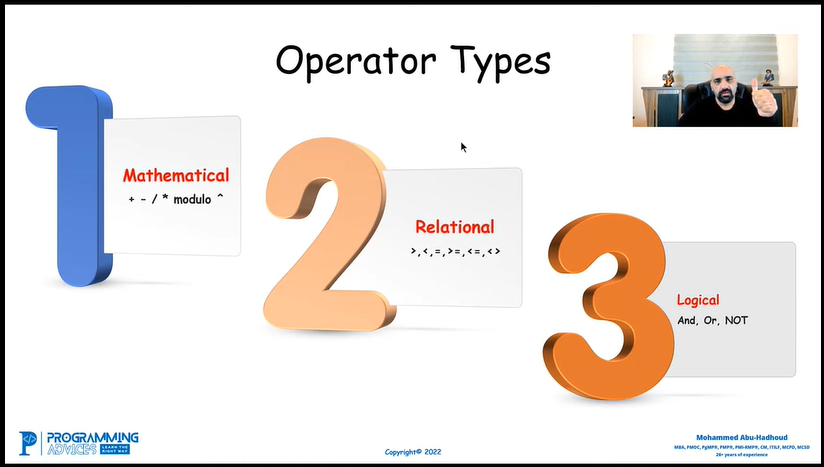 Operator Types
1
Mathematical
+ - / * modulo ^
2
Relational
>,<,=,>=,<=,<>
3
Logical
And, Or, NOT
PROGRAMMING
ADVICES LEARN THE RIGHT WAY
Copyright© 2022
Mohammed Abu-Hadhoud
MBA, PMOC, PgMP®, PMP®, PMI-RMP®, CM, ITILF, MCPD, MCSD
26+ years of experience